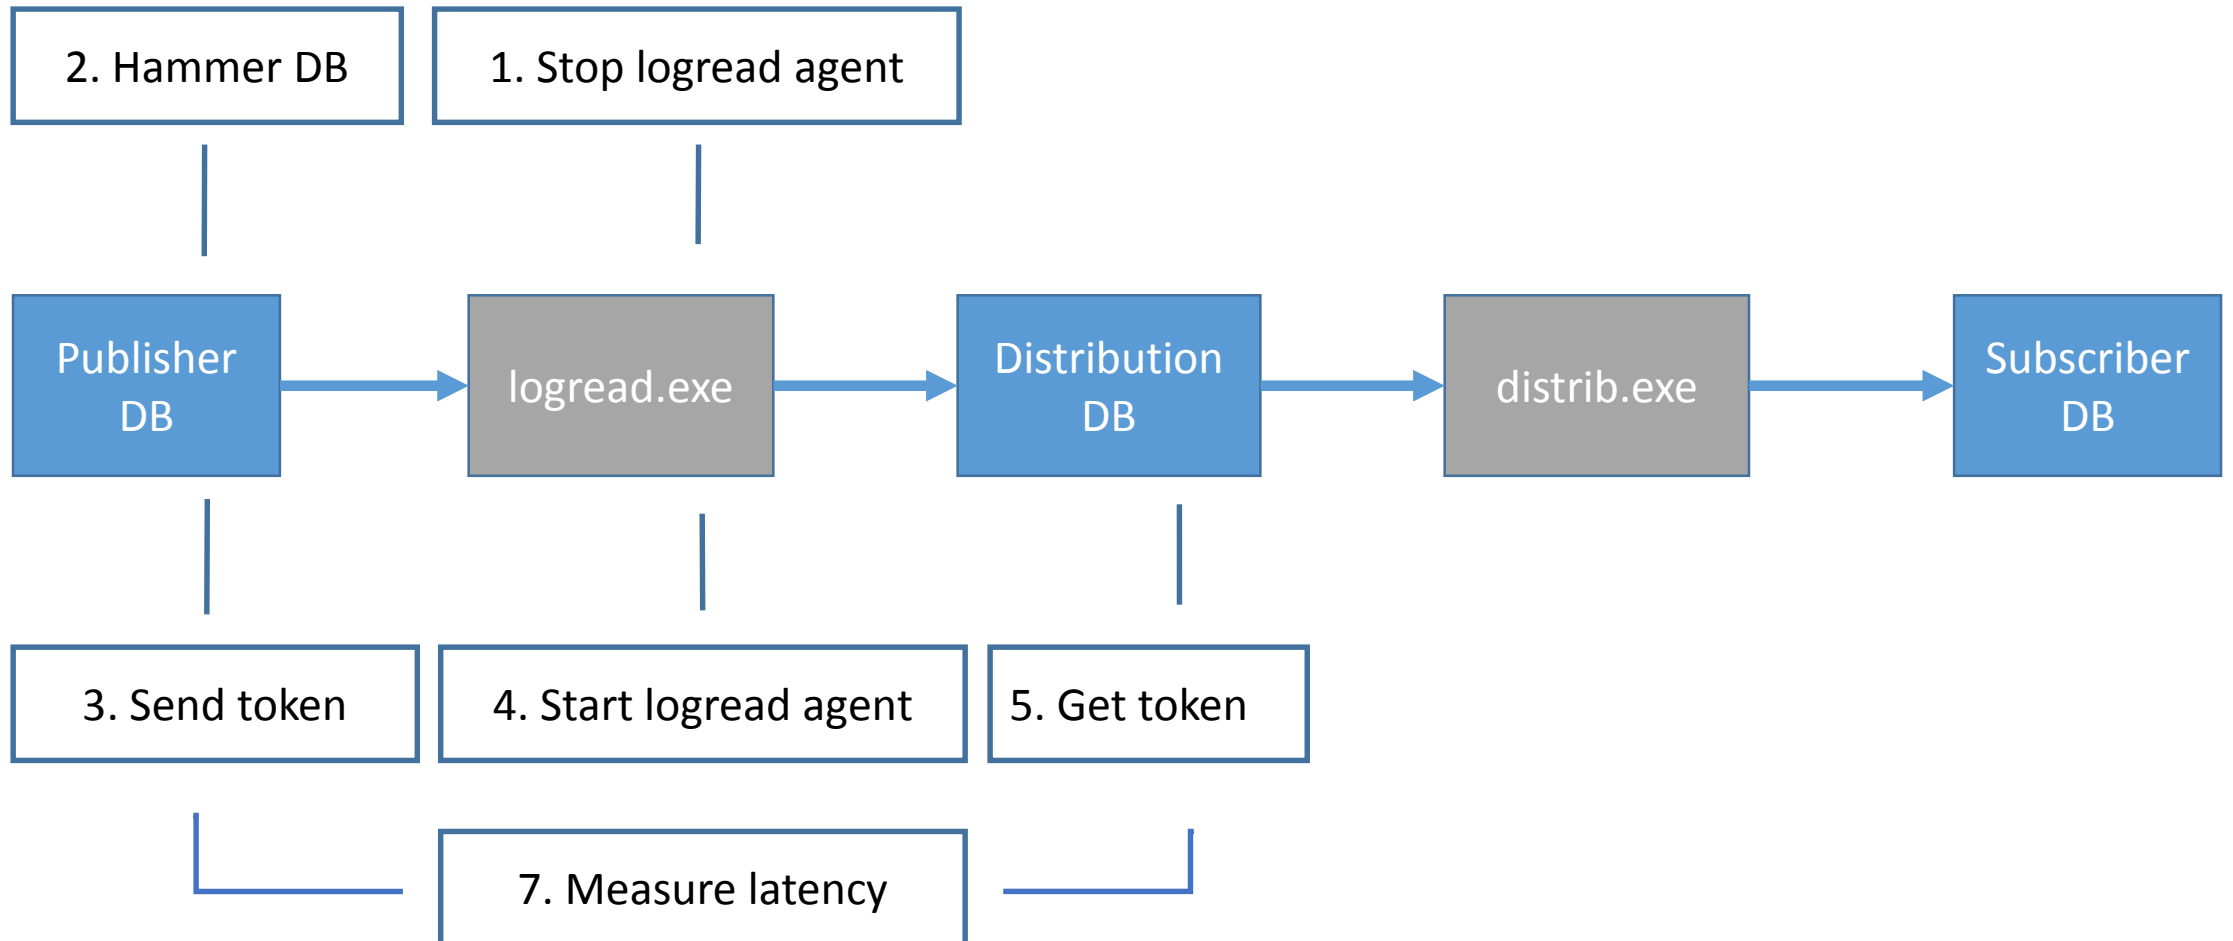 2. Hammer DB
1. Stop logread agent
Publisher
DB
logread.exe
Distribution
DB
distrib.exe
Subscriber
DB
3. Send token
4. Start logread agent
5. Get token
7. Measure latency